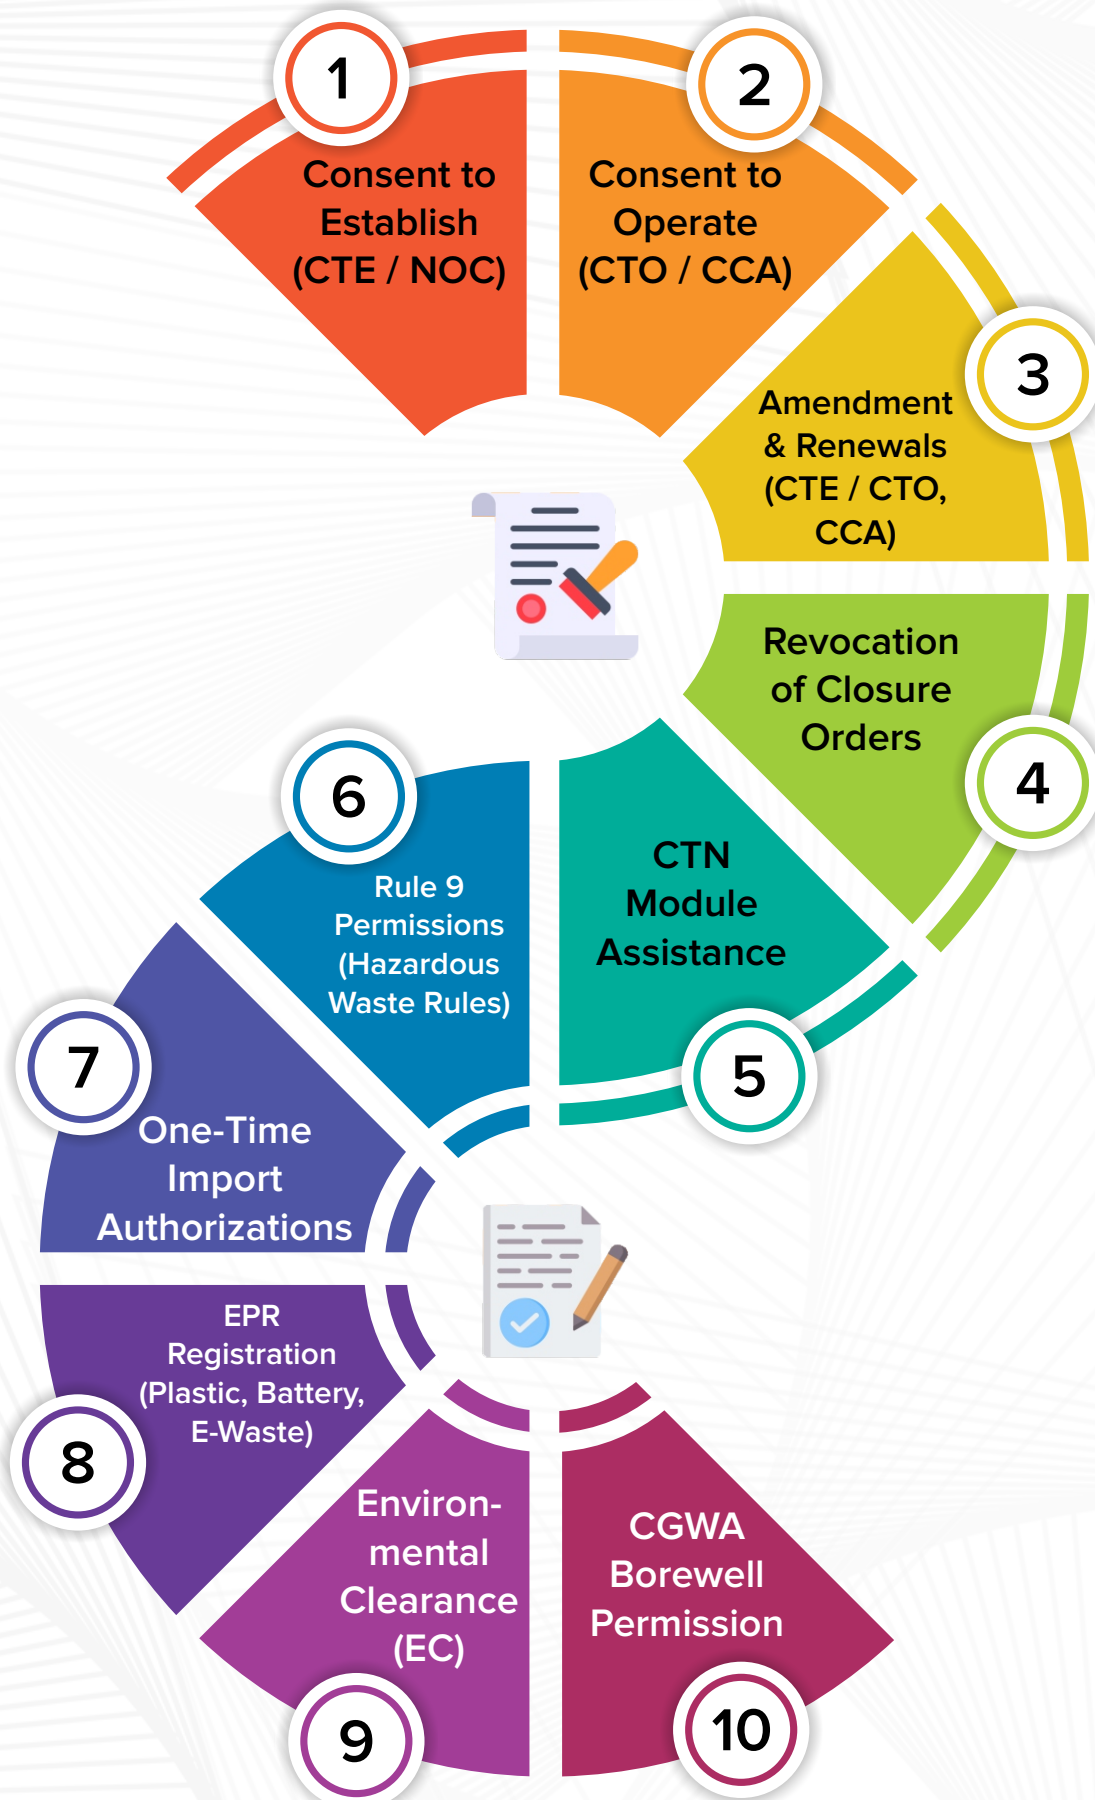 1
Consent to
Establish
(CTE / NOC)
2
Consent to
Operate
(CTO / CCA)
3
Amendment
& Renewals
(CTE / CTO,
CCA)
4
Revocation
of Closure
Orders
5
CTN
Module
Assistance
6
Rule 9
Permissions
(Hazardous
Waste Rules)
7
One-Time
Import
Authorizations
8
EPR
Registration
(Plastic, Battery,
E-Waste)
9
Environ-
mental
Clearance
(EC)
10
CGWA
Borewell
Permission